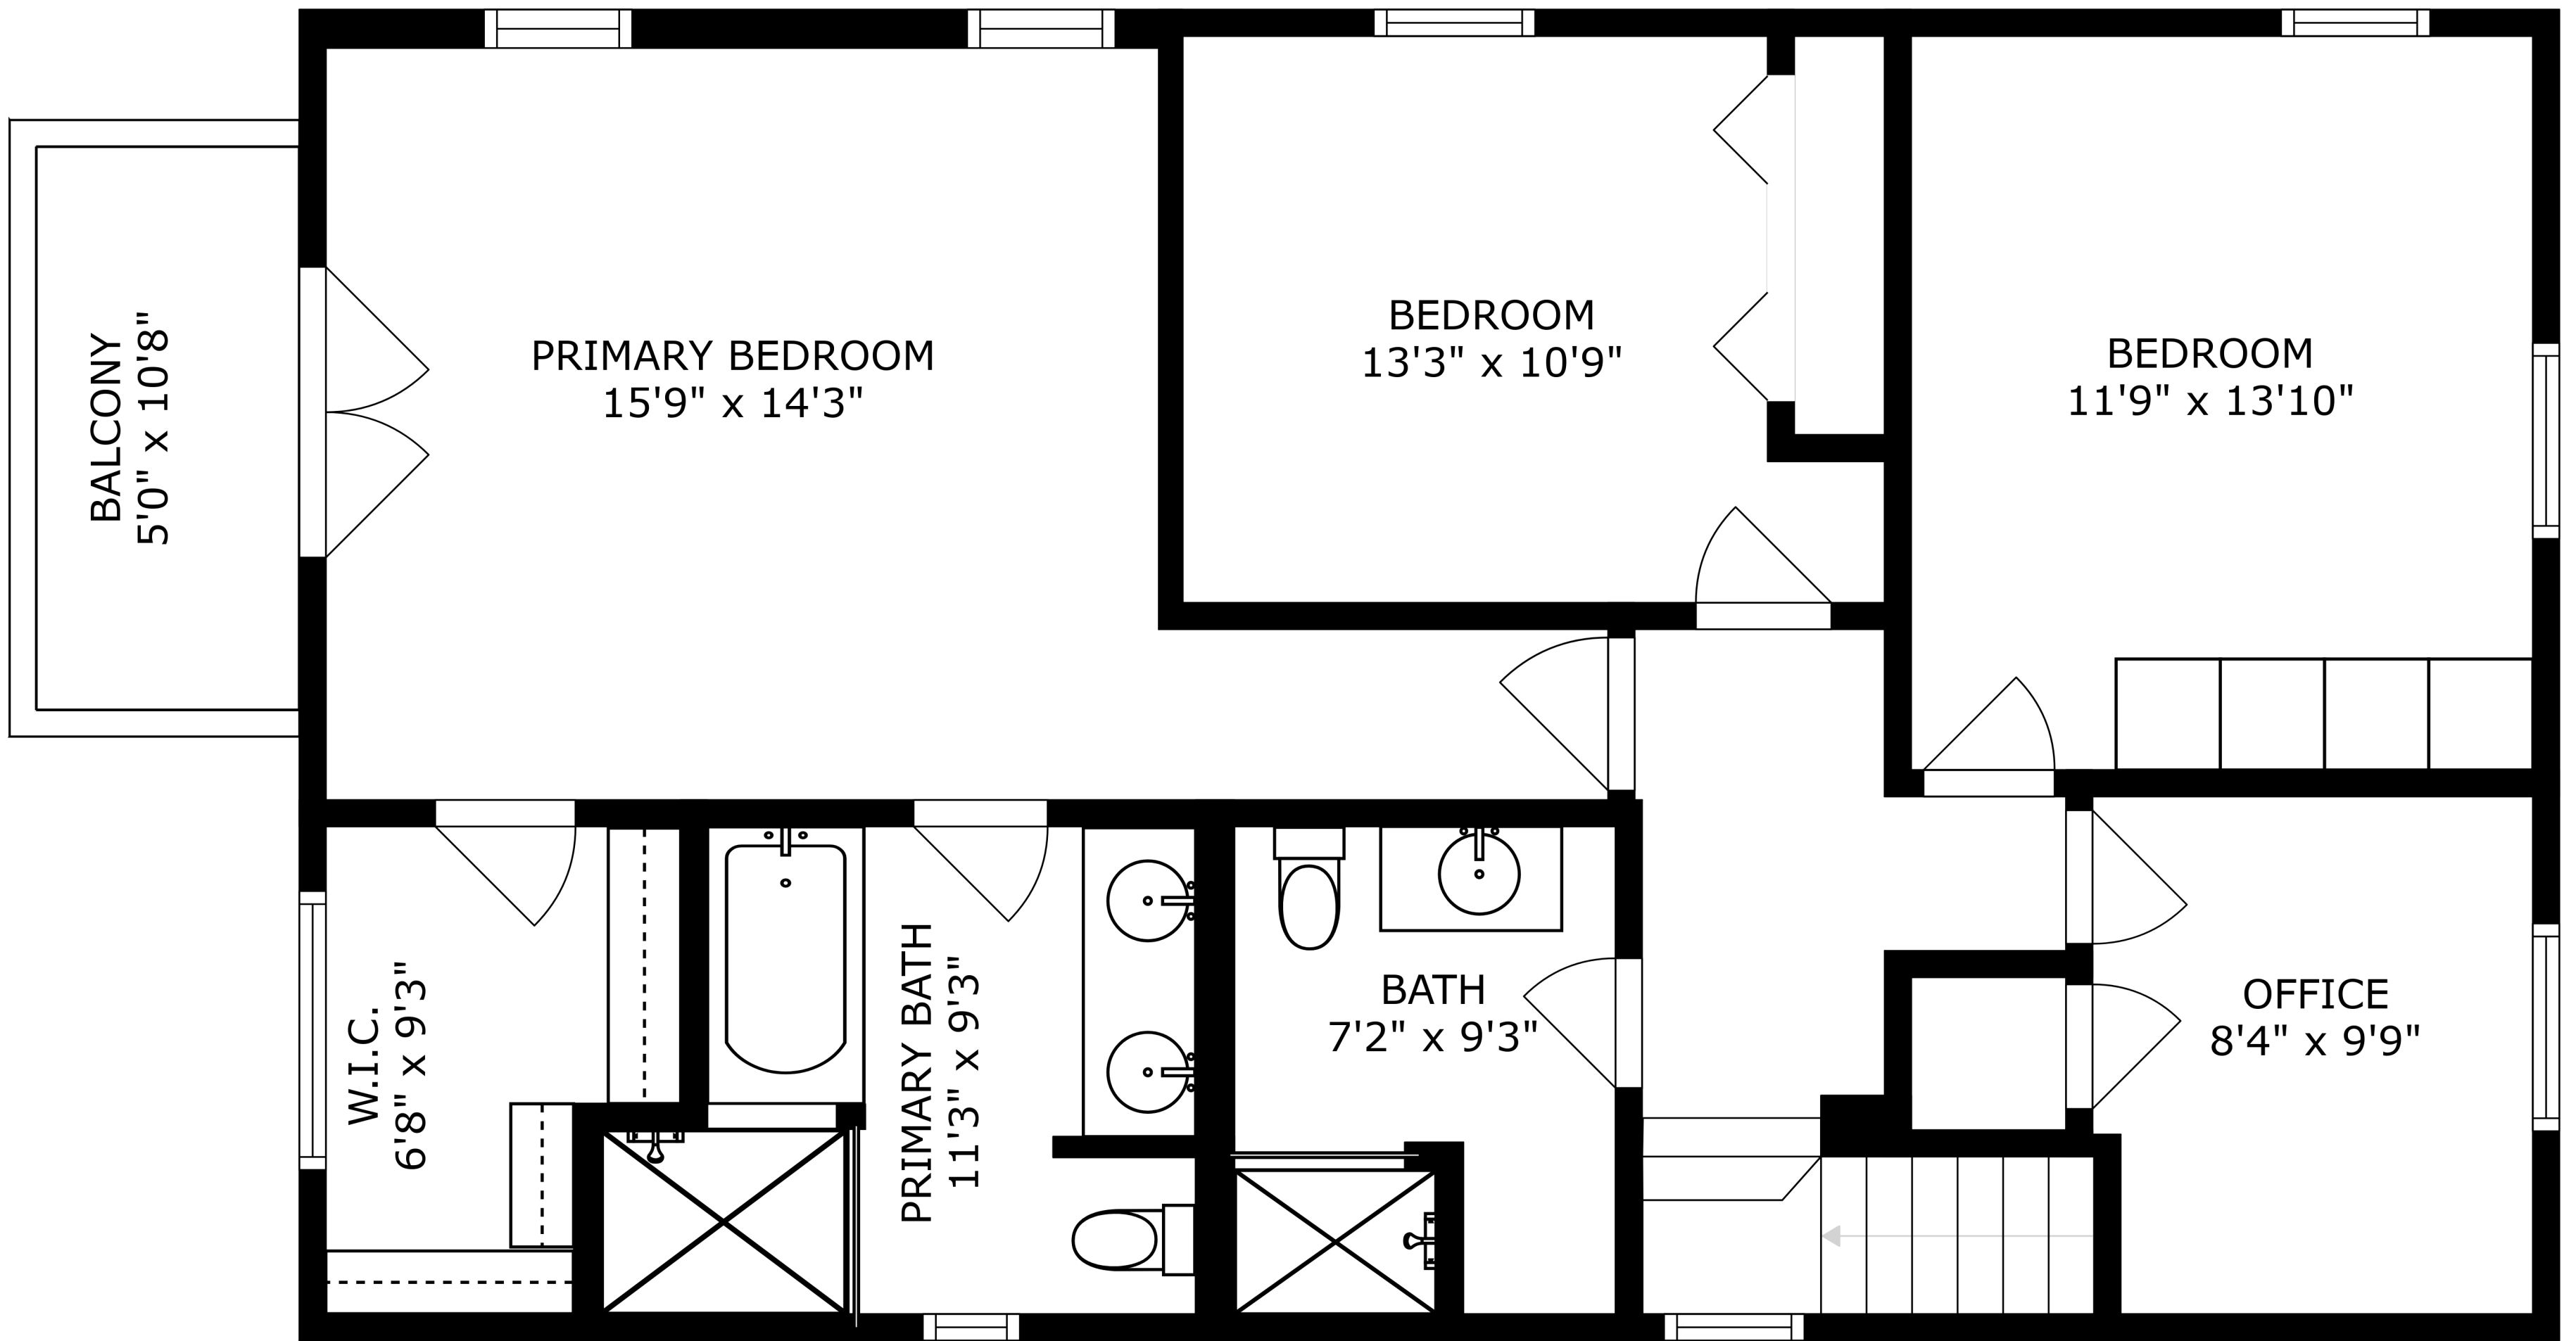 BALCONY
5'0" x 10'8"
PRIMARY BEDROOM
15'9" x 14'3"
BEDROOM
13'3" x 10'9"
BEDROOM
11'9" x 13'10"
W.I.C.
6'8" x 9'3"
PRIMARY BATH
11'3" x 9'3"
BATH
7'2" x 9'3"
OFFICE
8'4" x 9'9"